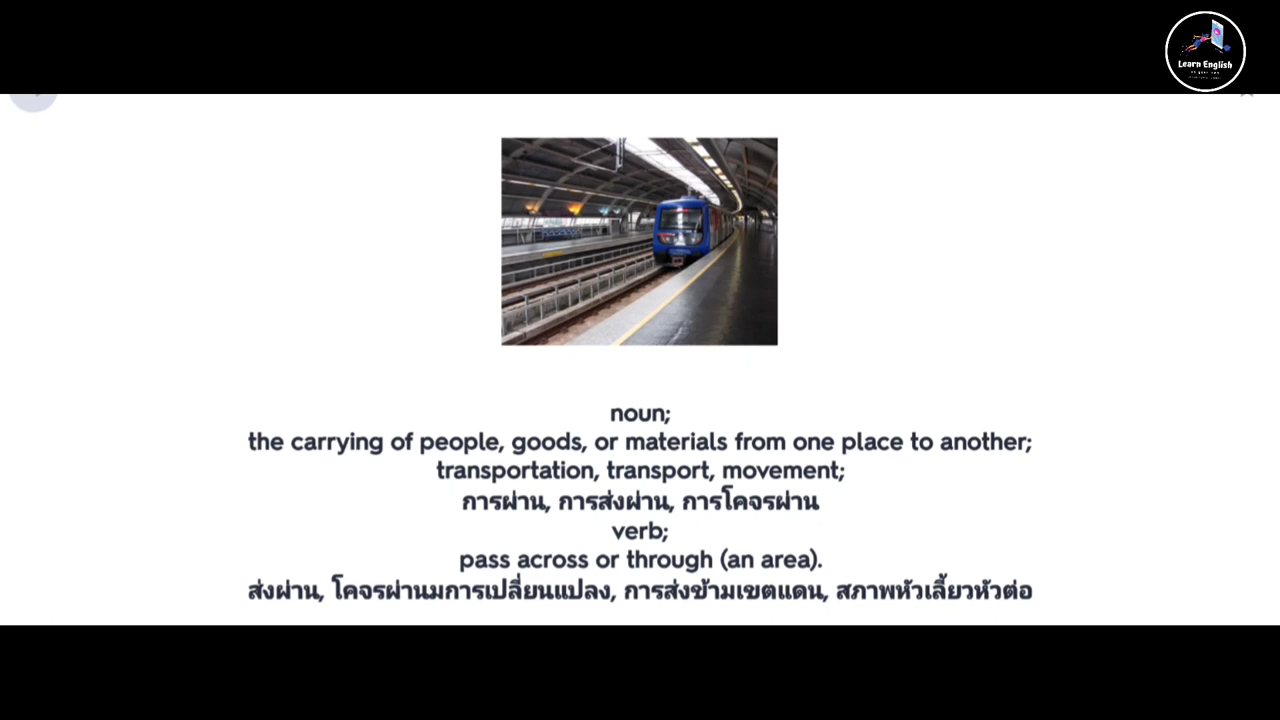 Learn English
noun;
the carrying of people, goods, or materials from one place to another;
transportation, transport, movement;
การผ่าน, การส่งผ่าน, การโคจรผ่าน
verb;
pass across or through (an area).
ส่งผ่าน, โคจรผ่านมการเปลี่ยนแปลง, การส่งข้ามเขตแดน, สภาพหัวเลี้ยวหัวต่อ